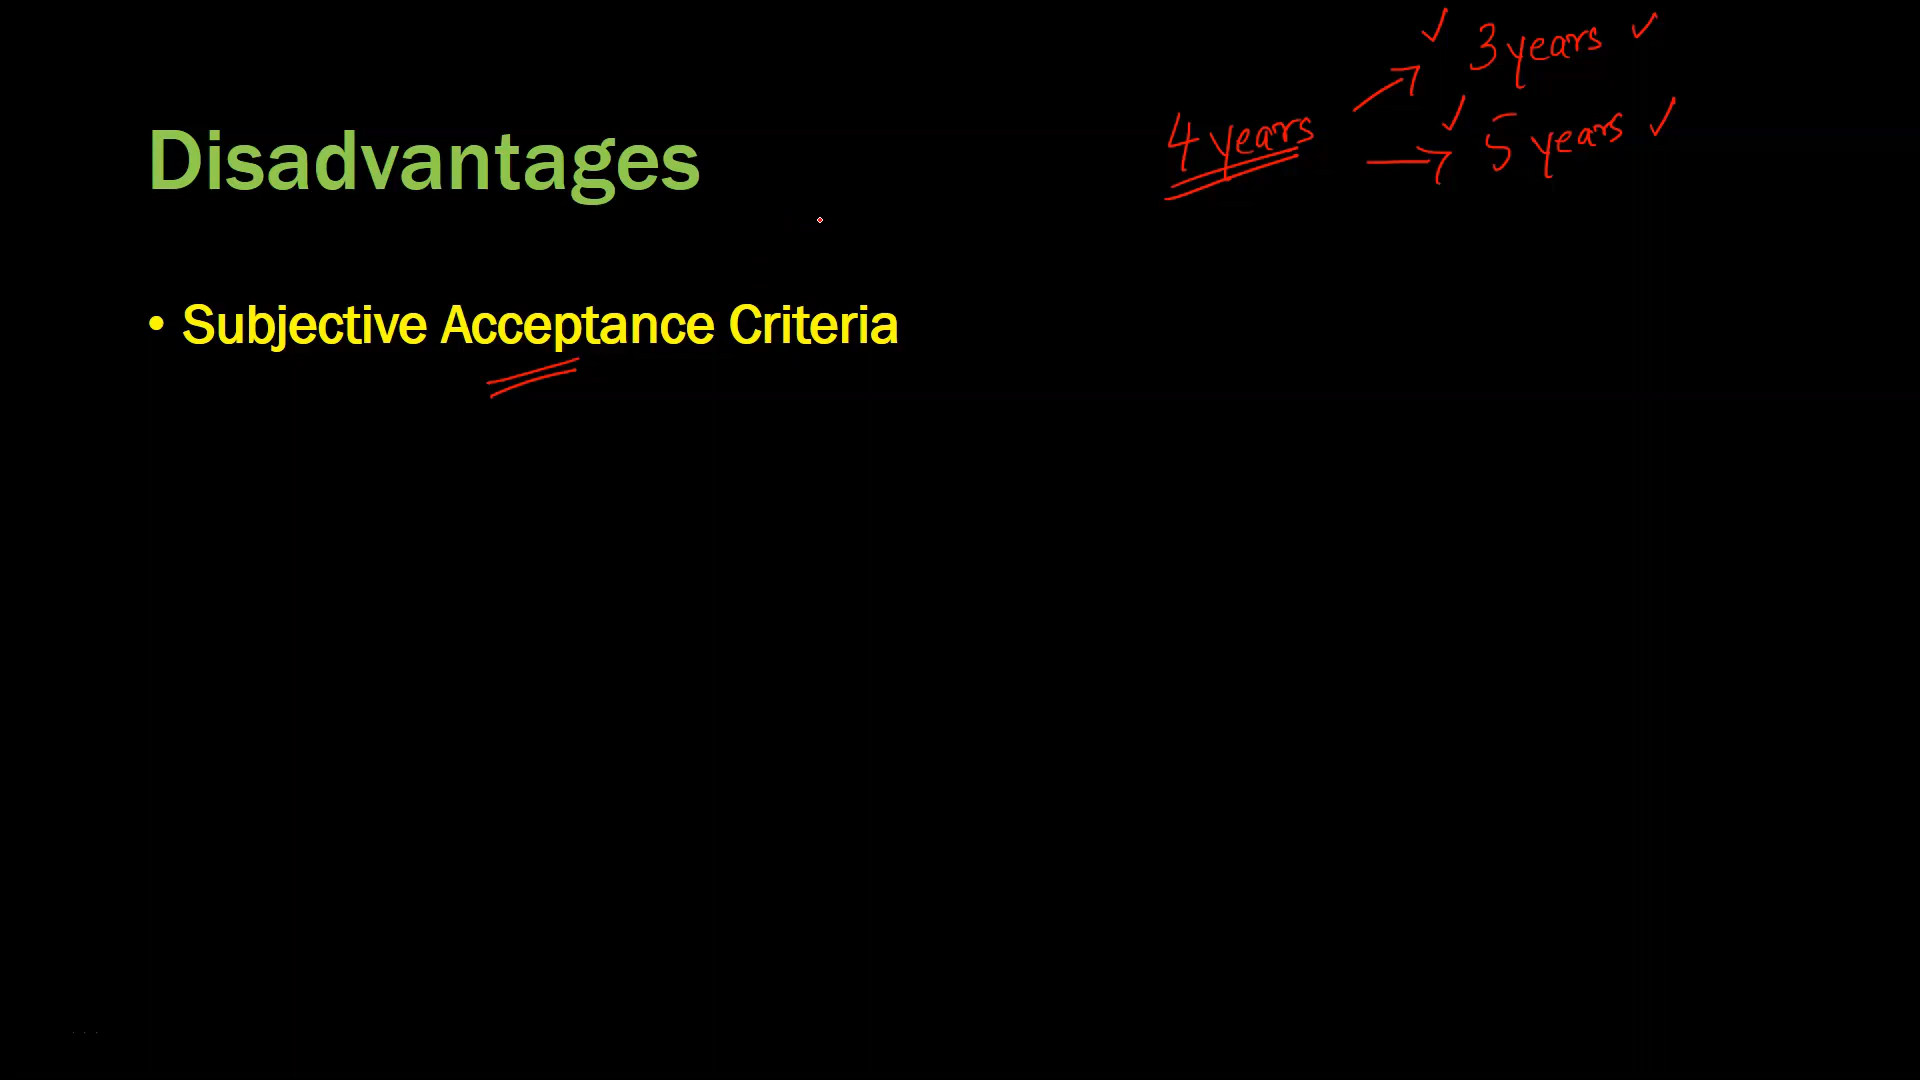 3 years
4 years
5 years
Disadvantages
• Subjective Acceptance Criteria